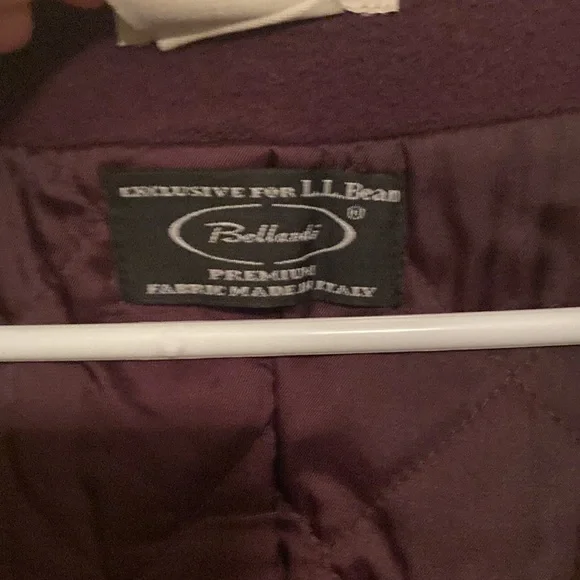 EXCLUSIVE FOR L.L.Bean
Bellandi ®
PREMIUM
FABRIC MADE IN ITALY